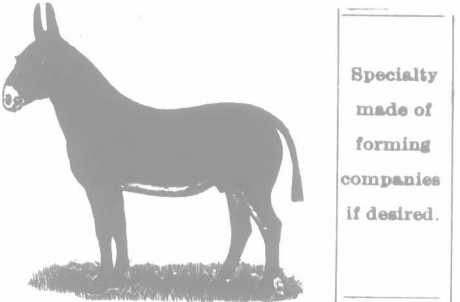 Specialty
made of
forming
companies
if desired.